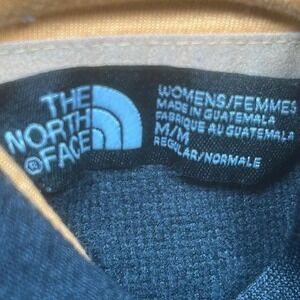 THE
NORTH
FACE
®
WOMENS/FEMMES
MADE IN GUATEMALA
FABRIQUE AU GUATEMALA
M/M
REGULAR/NORMALE